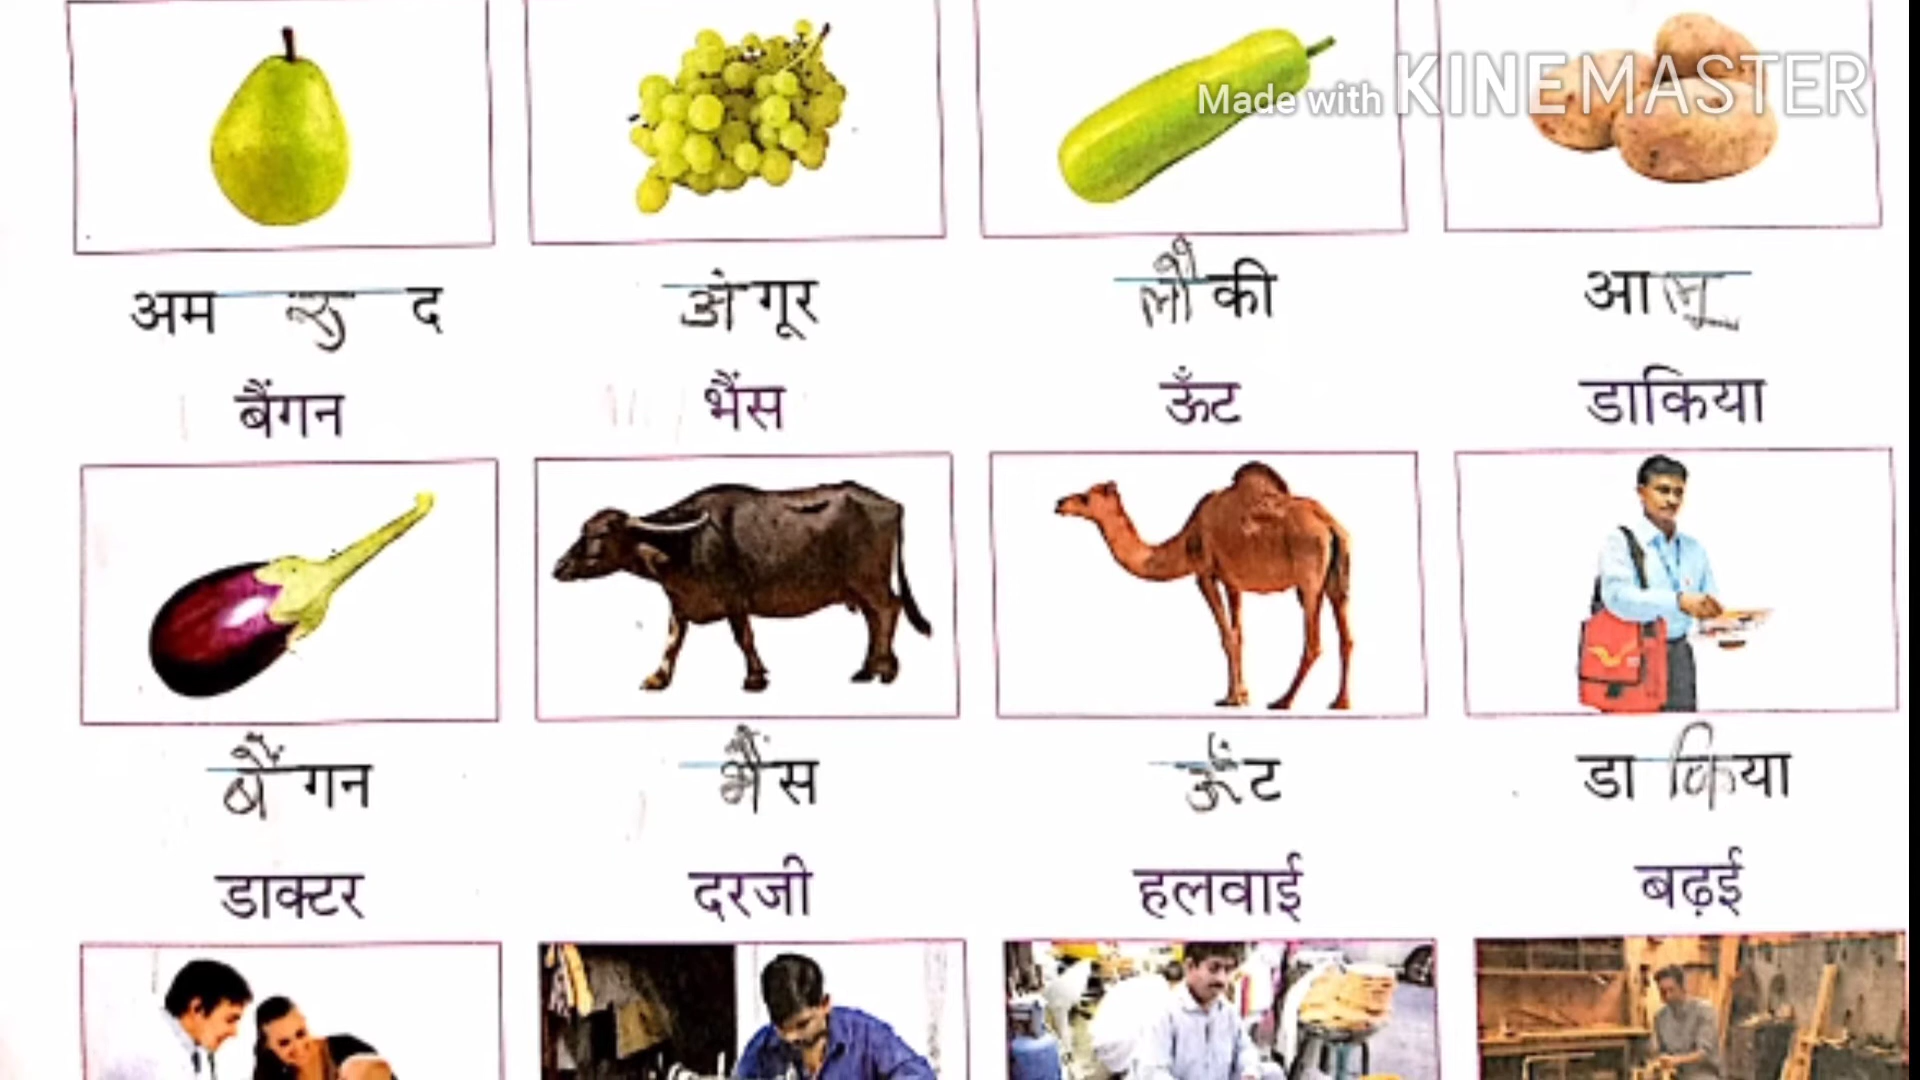 Made with KINEMASTER
अमरुद अंगूर लौकी आलू
बैंगन भैंस ऊँट डाकिया
बैंगन भैंस ऊँट डाकिया
डाक्टर दरजी हलवाई बढ़ई